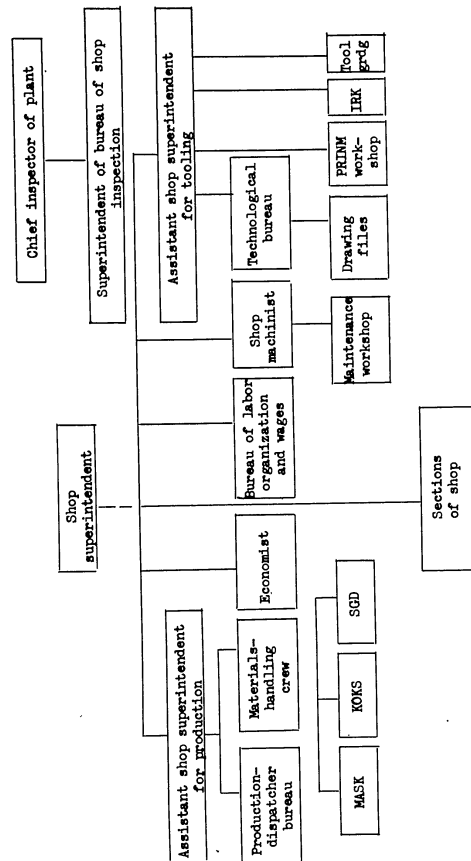 Chief inspector of plant
Superintendent of bureau of shop
inspection
Shop
superintendent
Assistant shop superintendent
for production
Assistant shop superintendent
for tooling
Production-
dispatcher
bureau
Materials-
handling
crew
Economist
Bureau of labor
organization
and wages
Shop
machinist
Technological
bureau
MASK
KOKS
SGD
Maintenance
workshop
Drawing
files
PRINM
work-
shop
IRK
Tool
grdg
Sections
of shop